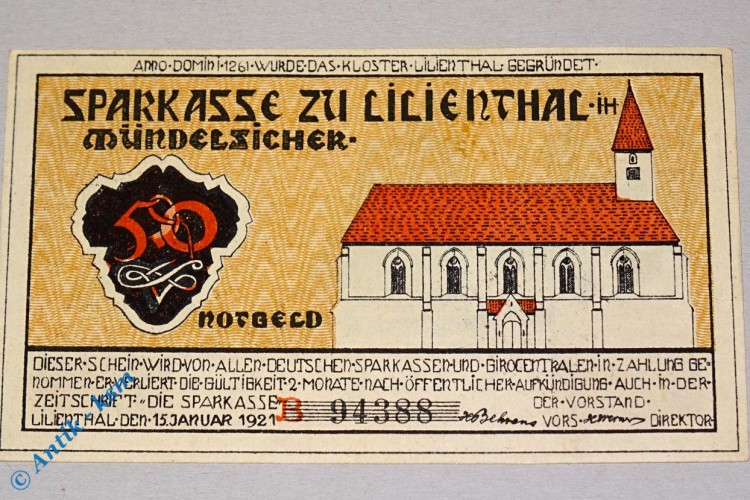 ANNO·DOMINI·1261·WURDE·DAS·KLOSTER·LILIENTHAL·GEGRÜNDET·
SPARKASSE ZU LILIENTHAL·IH
MÜNDELSICHER·
50
NOTGELD
DIESER·SCHEIN·WIRD·VON·ALLEN·DEUTSCHEN·SPARKASSEN·UND·GIROCENTRALEN·IN·ZAHLUNG GE-
NOMMEN·ER·VERLIERT·DIE·GÜLTIGKEIT·2·MONATE·NACH·ÖFFENTLICHER·AUFKÜNDIGUNG·AUCH·IN·DER·
ZEITSCHRIFT·„DIE SPARKASSE B 94388 DER·VORSTAND·
LILIENTHAL·DEN·15.JANUAR 1921 Behrens VORS· DIREKTOR
© Antik-kim